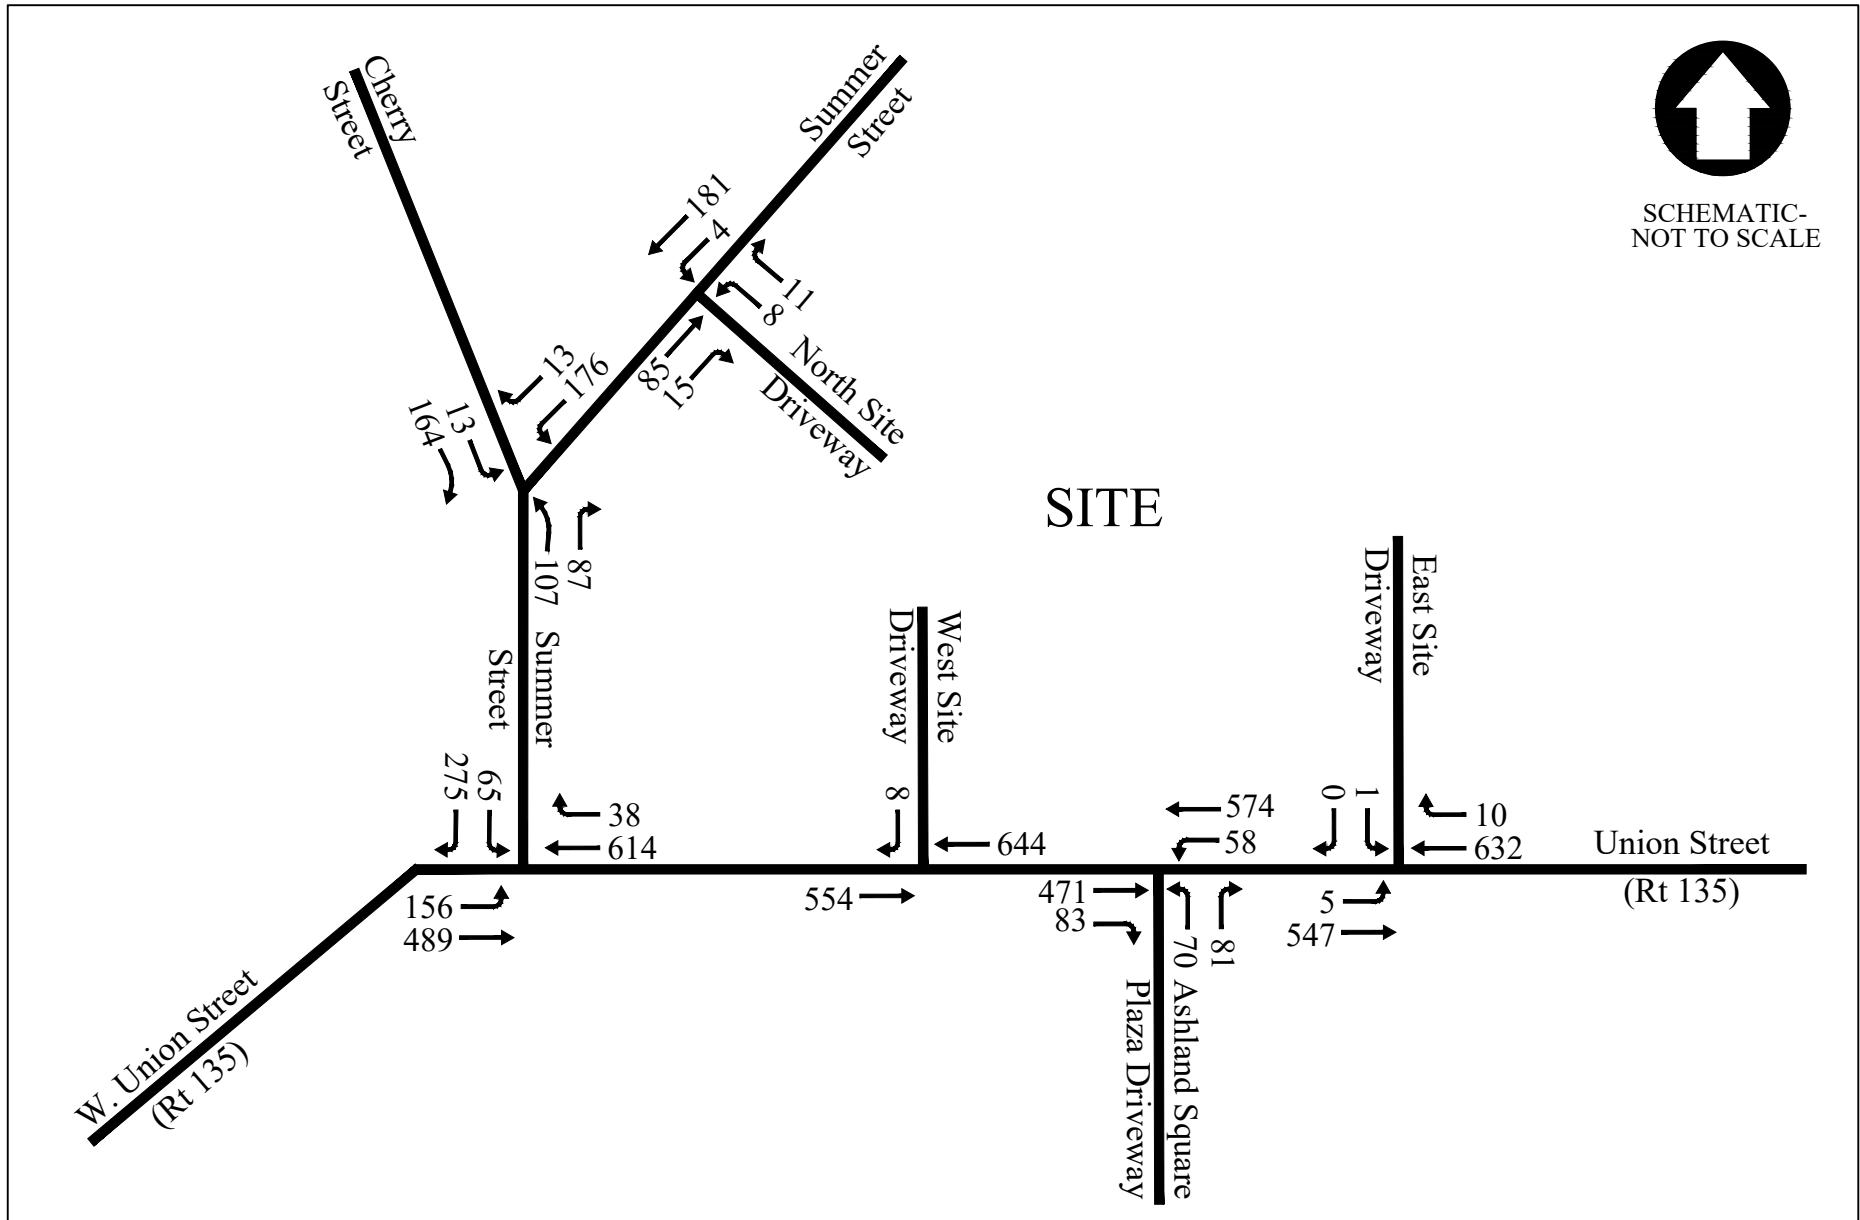 Cherry
Street
Summer
Street
SCHEMATIC-
NOT TO SCALE
181
4
11
8
North Site
Driveway
85
15
13
176
13
164
107
87
SITE
Summer
Street
275
65
38
614
156
489
West Site
Driveway
8
644
554
574
58
471
83
70
81
Ashland Square
Plaza Driveway
East Site
Driveway
0
1
10
632
5
547
Union Street
(Rt 135)
W. Union Street
(Rt 135)